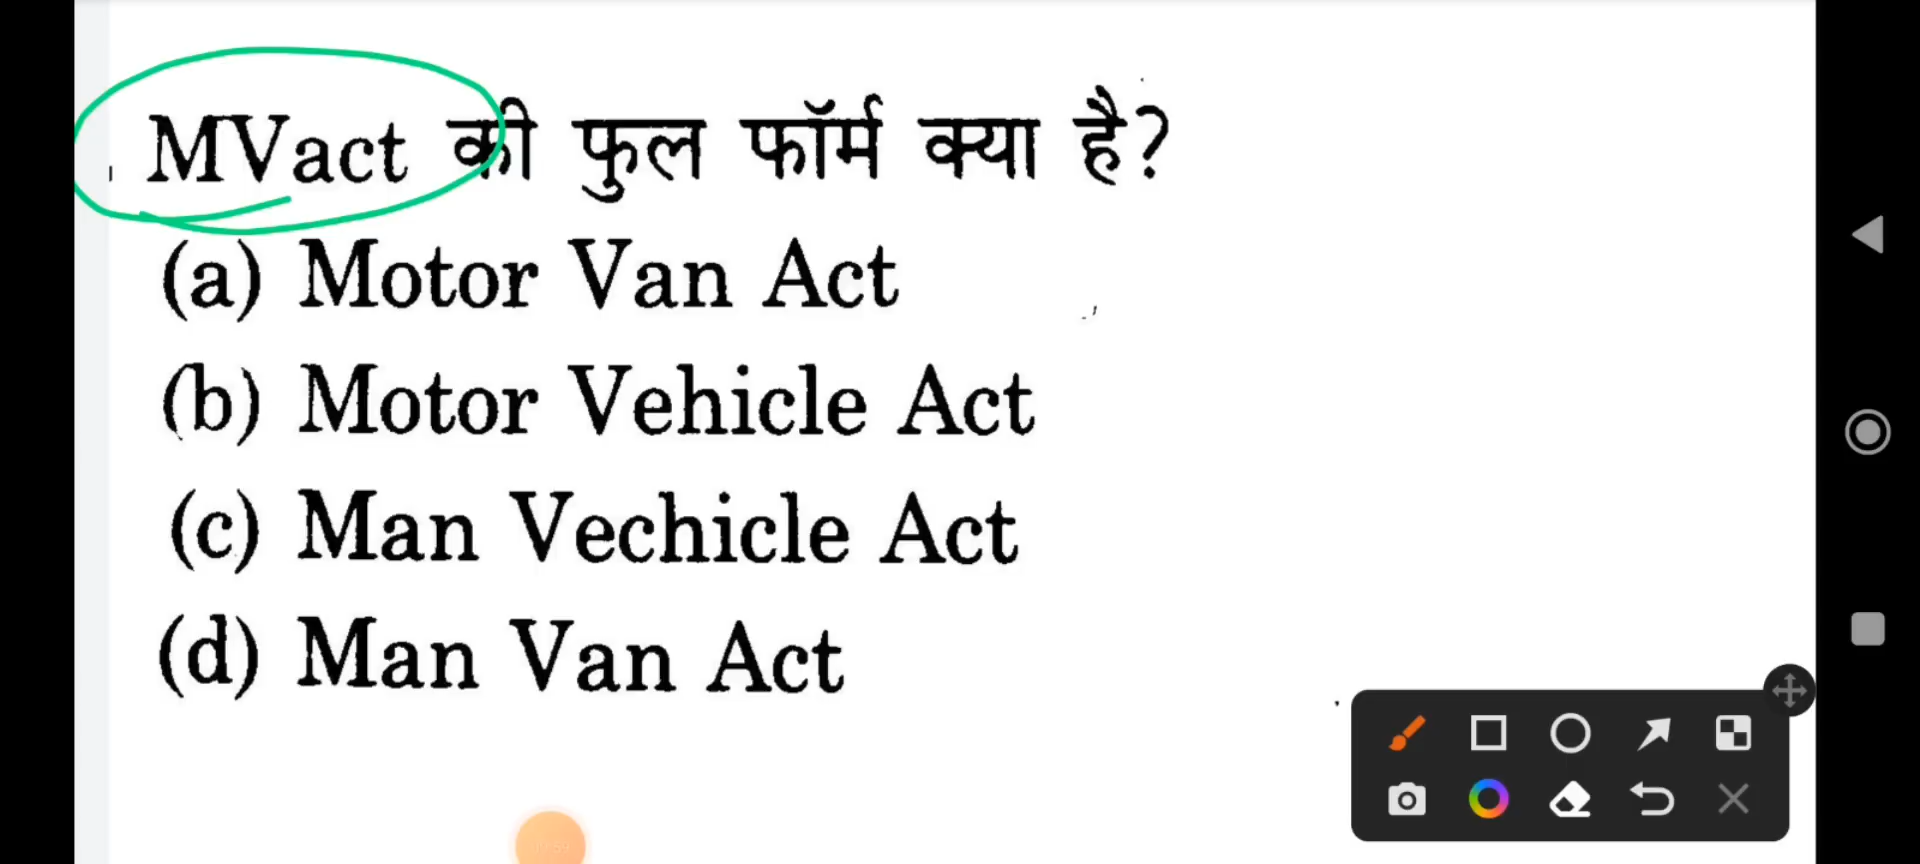 MVact की फुल फॉर्म क्या है?
(a) Motor Van Act
(b) Motor Vehicle Act
(c) Man Vechicle Act
(d) Man Van Act